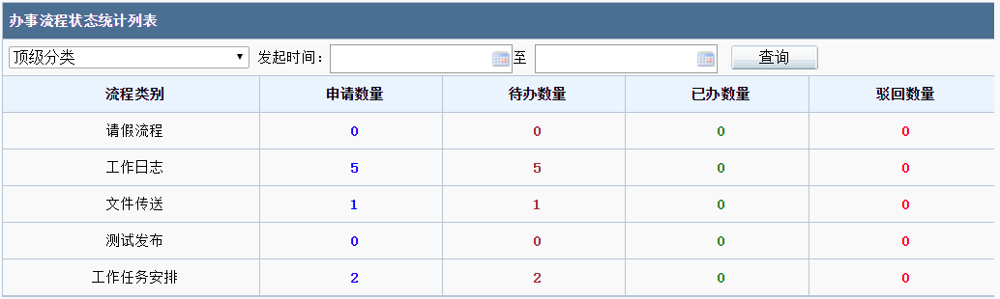 办事流程状态统计列表
顶级分类 发起时间： 至 查询
流程类别 申请数量 待办数量 已办数量 驳回数量
请假流程 0 0 0 0
工作日志 5 5 0 0
文件传送 1 1 0 0
测试发布 0 0 0 0
工作任务安排 2 2 0 0